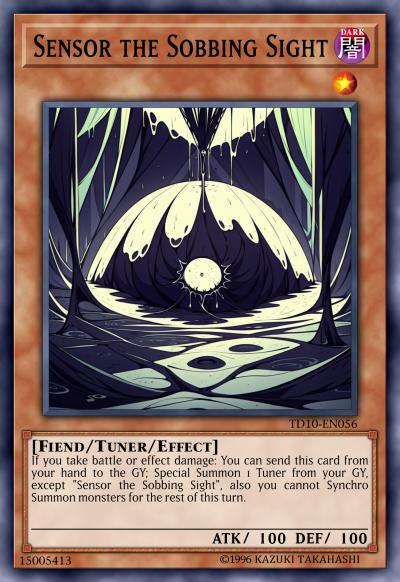 Sensor the Sobbing Sight
DARK
闇
TD10-EN056
[Fiend/Tuner/Effect]
If you take battle or effect damage: You can send this card from
your hand to the GY; Special Summon 1 Tuner from your GY,
except "Sensor the Sobbing Sight", also you cannot Synchro
Summon monsters for the rest of this turn.
ATK/ 100 DEF/ 100
15005413
©1996 KAZUKI TAKAHASHI